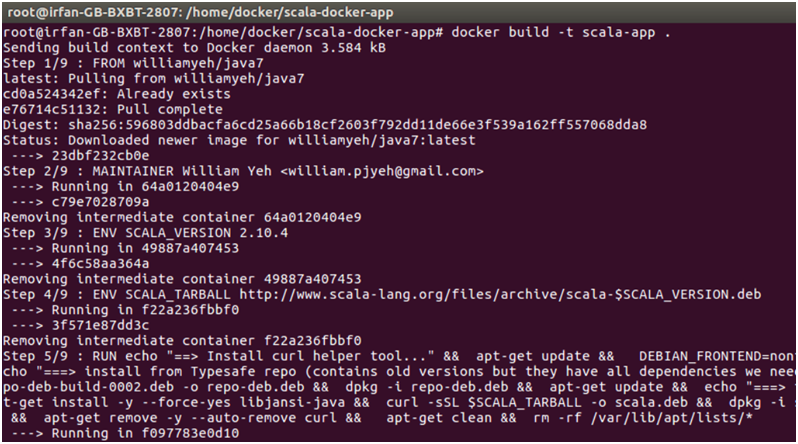 root@irfan-GB-BXBT-2807: /home/docker/scala-docker-app
root@irfan-GB-BXBT-2807:/home/docker/scala-docker-app# docker build -t scala-app .
Sending build context to Docker daemon 3.584 kB
Step 1/9 : FROM williamyeh/java7
latest: Pulling from williamyeh/java7
cd0a524342ef: Already exists
e76714c51132: Pull complete
Digest: sha256:596803ddbacfa6cd25a66b18cf2603f792dd11de66e3f539a162ff557068dda8
Status: Downloaded newer image for williamyeh/java7:latest
 ---> 23dbf232cb0e
Step 2/9 : MAINTAINER William Yeh <william.pjyeh@gmail.com>
 ---> Running in 64a0120404e9
 ---> c79e7028709a
Removing intermediate container 64a0120404e9
Step 3/9 : ENV SCALA_VERSION 2.10.4
 ---> Running in 49887a407453
 ---> 4f6c58aa364a
Removing intermediate container 49887a407453
Step 4/9 : ENV SCALA_TARBALL http://www.scala-lang.org/files/archive/scala-$SCALA_VERSION.deb
 ---> Running in f22a236fbbf0
 ---> 3f571e87dd3c
Removing intermediate container f22a236fbbf0
Step 5/9 : RUN echo "==> Install curl helper tool..." &&  apt-get update &&   DEBIAN_FRONTEND=non
cho "===> install from Typesafe repo (contains old versions but they have all dependencies we nee
po-deb-build-0002.deb -o repo-deb.deb &&  dpkg -i repo-deb.deb &&  apt-get update &&  echo "===>
t-get install -y --force-yes libjansi-java &&  curl -sSL $SCALA_TARBALL -o scala.deb &&  dpkg -i
 &&  apt-get remove -y --auto-remove curl &&   apt-get clean &&  rm -rf /var/lib/apt/lists/*
 ---> Running in f097783e0d10